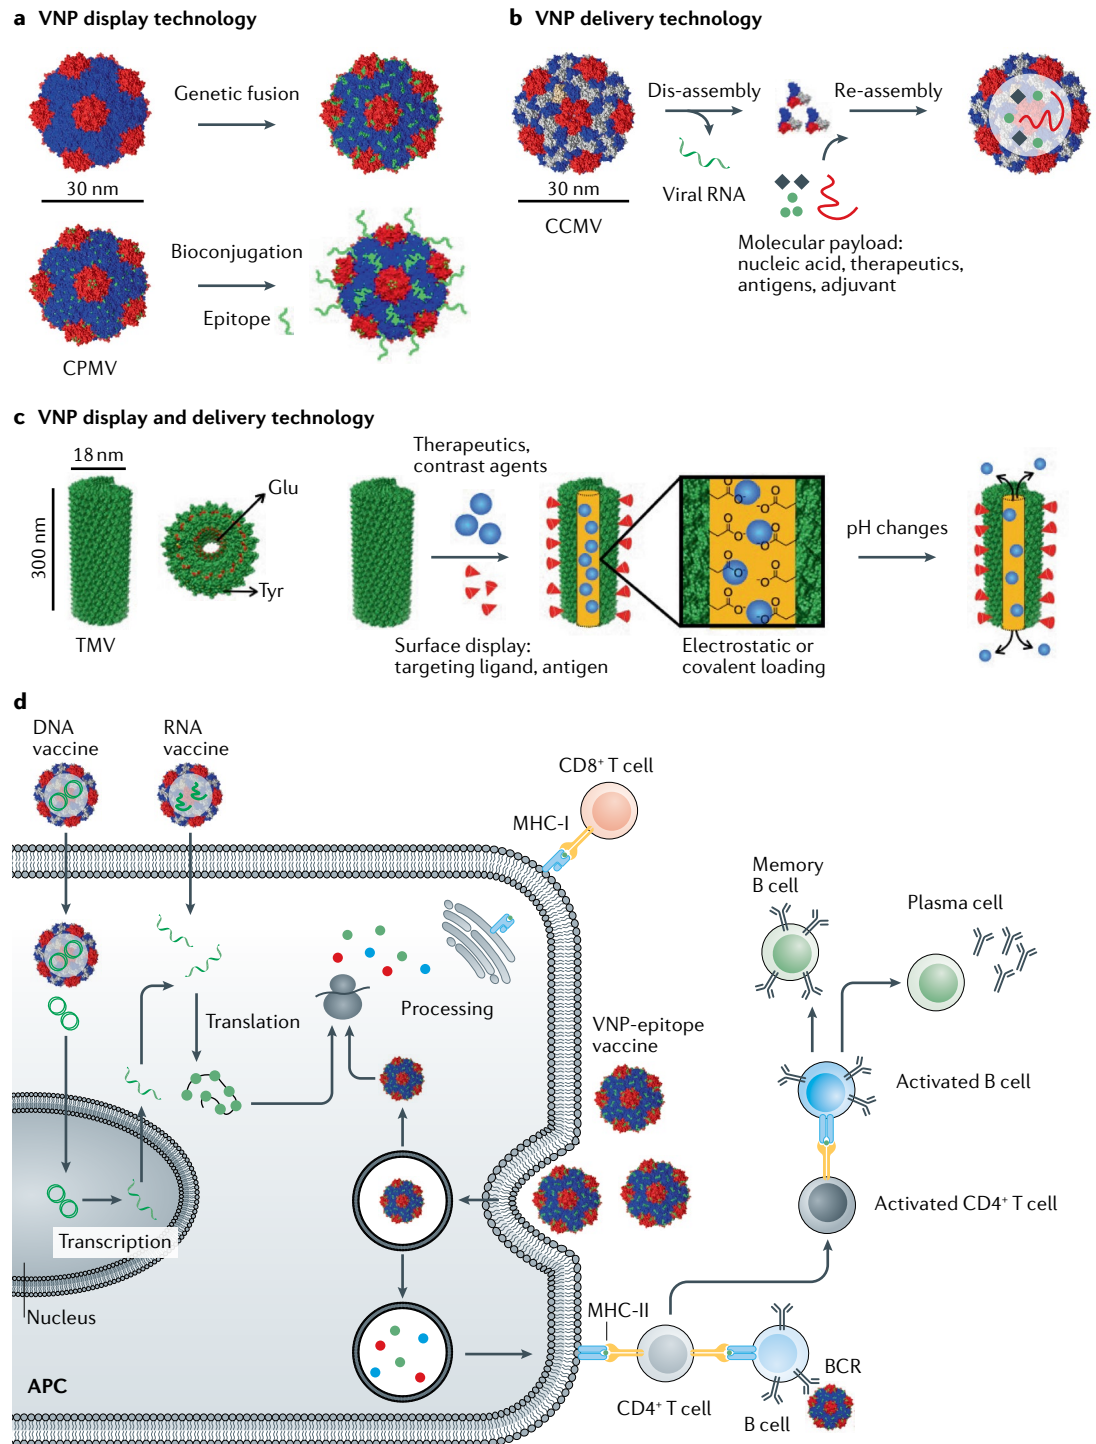 a VNP display technology
Genetic fusion
30 nm
Bioconjugation
Epitope
CPMV
b VNP delivery technology
Dis-assembly
Re-assembly
30 nm
Viral RNA
CCMV
Molecular payload:
nucleic acid, therapeutics,
antigens, adjuvant
c VNP display and delivery technology
18 nm
300 nm
Glu
Tyr
TMV
Therapeutics,
contrast agents
Surface display:
targeting ligand, antigen
O
O-
-O
O
O
O-
-O
O
O
O-
-O
O
O
O-
-O
O
Electrostatic or
covalent loading
pH changes
d
DNA
vaccine
RNA
vaccine
CD8+ T cell
MHC-I
Memory
B cell
Plasma cell
Translation
Processing
VNP-epitope
vaccine
Activated B cell
Activated CD4+ T cell
Transcription
Nucleus
MHC-II
BCR
APC
CD4+ T cell
B cell